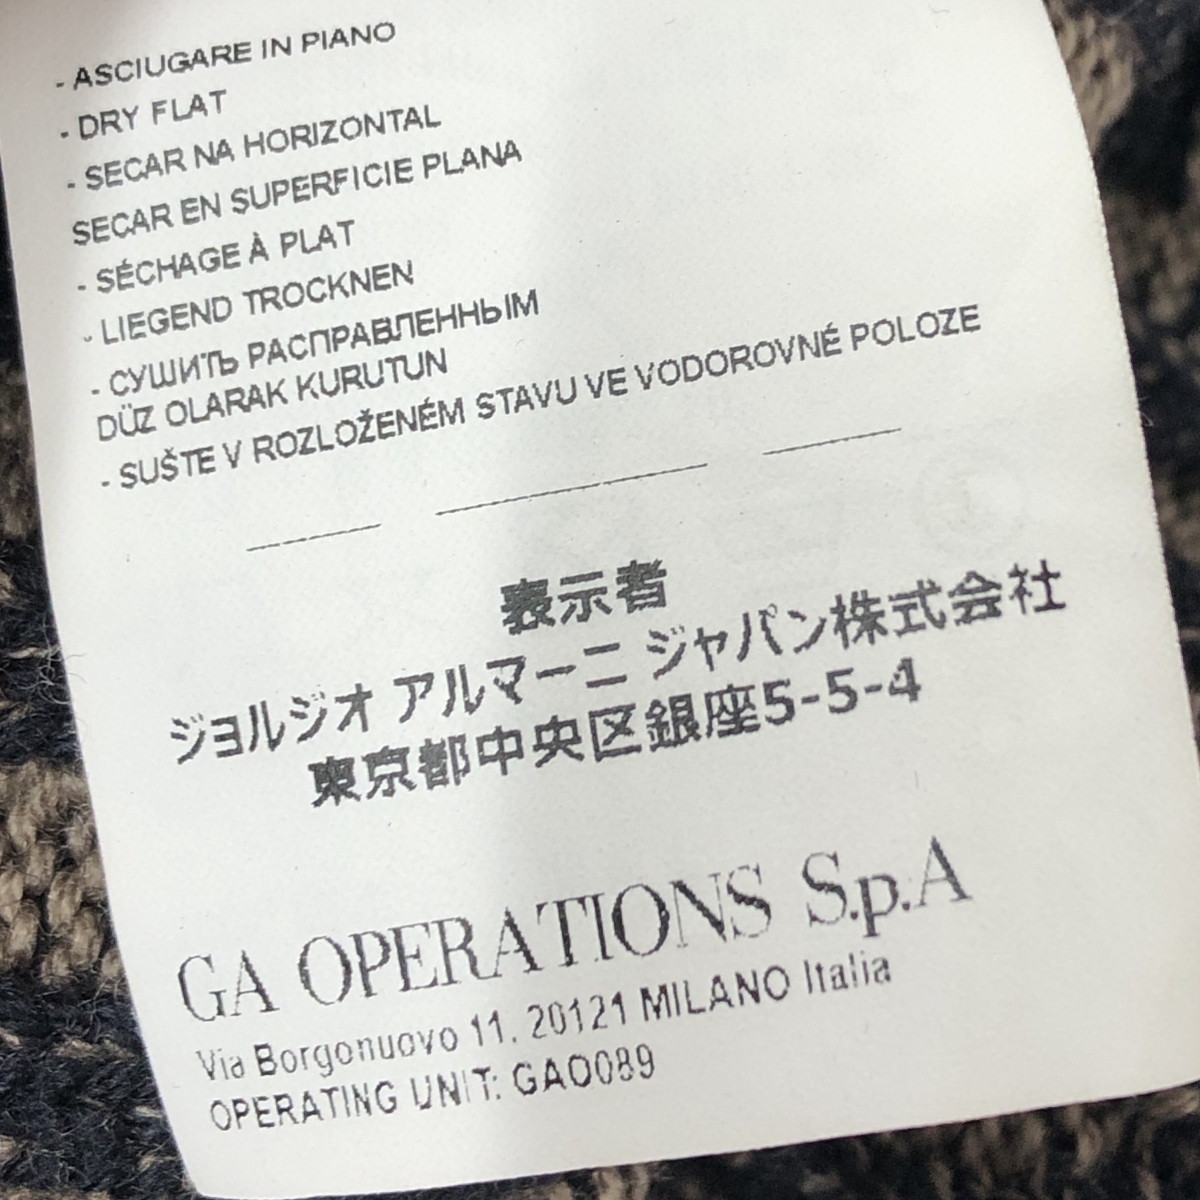 - ASCIUGARE IN PIANO
- DRY FLAT
- SECAR NA HORIZONTAL
SECAR EN SUPERFICIE PLANA
- SÉCHAGE À PLAT
- LIEGEND TROCKNEN
- СУШИТЬ РАСПРАВЛЕННЫМ
DÜZ OLARAK KURUTUN
- SUŠTE V ROZLOŽENÉM STAVU VE VODOROVNÉ POLOZE
表示者
ジョルジオ アルマーニ ジャパン株式会社
東京都中央区銀座5-5-4
GA OPERATIONS S.p.A
Via Borgonuovo 11, 20121 MILANO Italia
OPERATING UNIT: GAO089